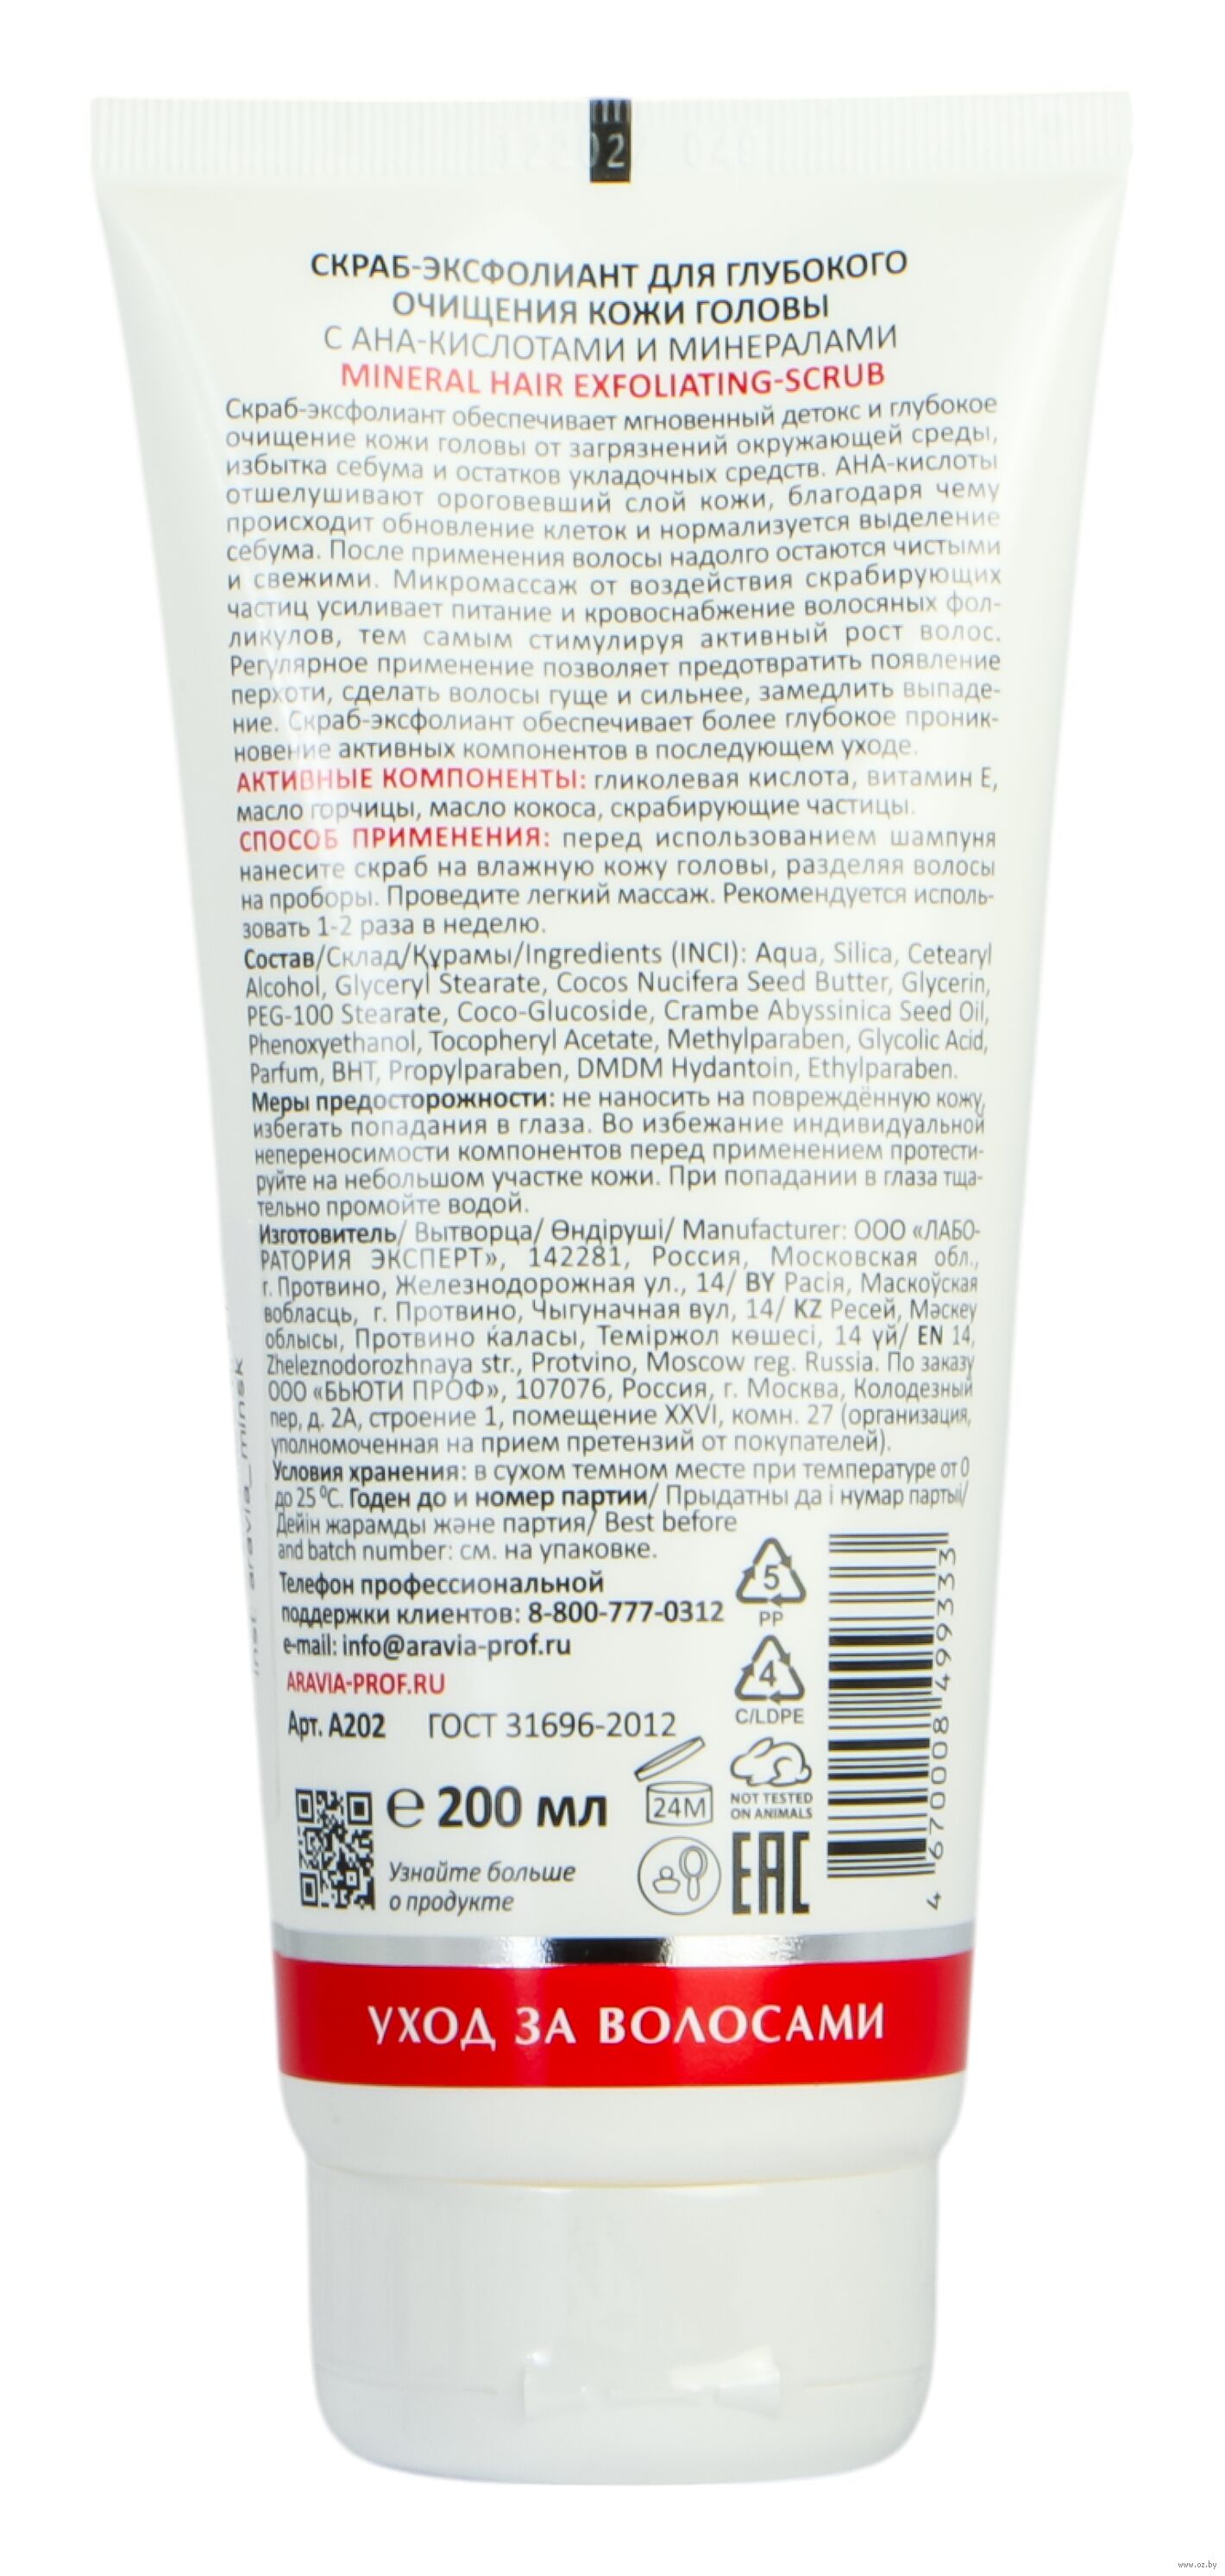 02
СКРАБ-ЭКСФОЛИАНТ ДЛЯ ГЛУБОКОГО
ОЧИЩЕНИЯ КОЖИ ГОЛОВЫ
С АНА-КИСЛОТАМИ И МИНЕРАЛАМИ
MINERAL HAIR EXFOLIATING-SCRUB
Скраб-эксфолиант обеспечивает мгновенный детокс и глубокое
очищение кожи головы от загрязнений окружающей среды,
избытка себума и остатков укладочных средств. АНА-кислоты
отшелушивают ороговевший слой кожи, благодаря чему
происходит обновление клеток и нормализуется выделение
себума. После применения волосы надолго остаются чистыми
и свежими. Микромассаж от воздействия скрабирующих
частиц усиливает питание и кровоснабжение волосяных фол-
ликулов, тем самым стимулируя активный рост волос.
Регулярное применение позволяет предотвратить появление
перхоти, сделать волосы гуще и сильнее, замедлить выпаде-
ние. Скраб-эксфолиант обеспечивает более глубокое проник-
новение активных компонентов в последующем уходе.
АКТИВНЫЕ КОМПОНЕНТЫ: гликолевая кислота, витамин Е,
масло горчицы, масло кокоса, скрабирующие частицы.
СПОСОБ ПРИМЕНЕНИЯ: перед использованием шампуня
нанесите скраб на влажную кожу головы, разделяя волосы
на проборы. Проведите легкий массаж. Рекомендуется исполь-
зовать 1-2 раза в неделю.
Состав/Склад/Құрамы/Ingredients (INCI): Aqua, Silica, Cetearyl
Alcohol, Glyceryl Stearate, Cocos Nucifera Seed Butter, Glycerin,
PEG-100 Stearate, Coco-Glucoside, Crambe Abyssinica Seed Oil,
Phenoxyethanol, Tocopheryl Acetate, Methylparaben, Glycolic Acid,
Parfum, BHT, Propylparaben, DMDM Hydantoin, Ethylparaben.
Меры предосторожности: не наносить на повреждённую кожу,
избегать попадания в глаза. Во избежание индивидуальной
непереносимости компонентов перед применением протести-
руйте на небольшом участке кожи. При попадании в глаза тща-
тельно промойте водой.
Изготовитель/ Вытворца/ Өндіруші/ Manufacturer: ООО «ЛАБО-
РАТОРИЯ ЭКСПЕРТ», 142281, Россия, Московская обл.,
г. Протвино, Железнодорожная ул., 14/ BY Расія, Маскоўская
вобласць, г. Протвино, Чыгуначная вул, 14/ KZ Ресей, Мәскеу
облысы, Протвино ќаласы, Теміржол көшесі, 14 үй/ EN 14,
Zheleznodorozhnaya str., Protvino, Moscow reg. Russia. По заказу
ООО «БЬЮТИ ПРОФ», 107076, Россия, г. Москва, Колодезный
пер, д. 2А, строение 1, помещение XXVI, комн. 27 (организация,
уполномоченная на прием претензий от покупателей).
Условия хранения: в сухом темном месте при температуре от 0
до 25 ⁰С. Годен до и номер партии/ Прыдатны да і нумар партыі/
Дейін жарамды және партия/ Best before
and batch number: см. на упаковке.
Телефон профессиональной
поддержки клиентов: 8-800-777-0312
e-mail: info@aravia-prof.ru
ARAVIA-PROF.RU
Арт. А202 ГОСТ 31696-2012
5
PP
4
C/LDPE
NOT TESTED
ON ANIMALS
24M
EAC
4 670008 499333
℮ 200 мл
Узнайте больше
о продукте
inst: aravia_minsk
УХОД ЗА ВОЛОСАМИ
www.oz.by